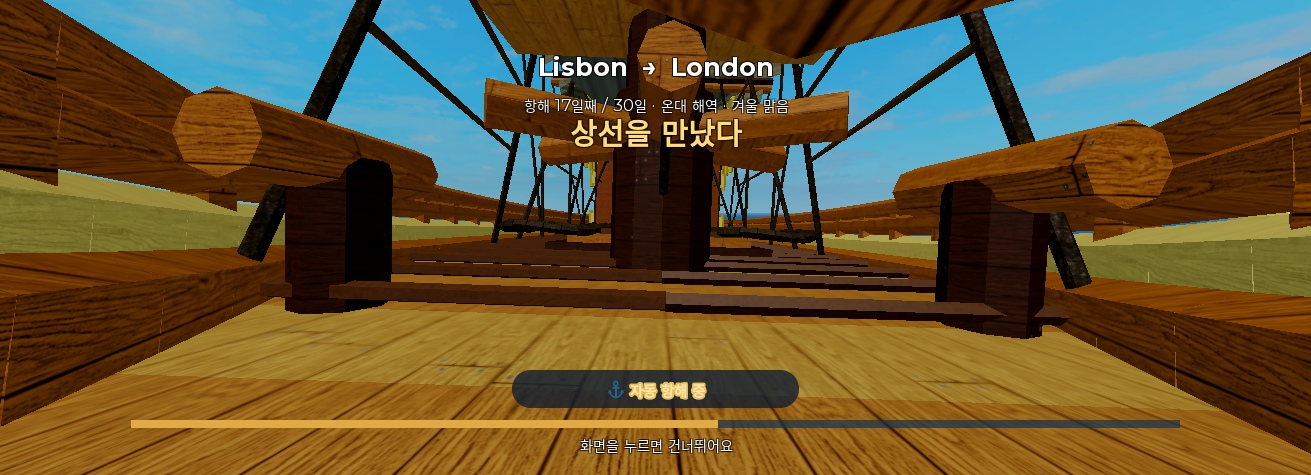 Lisbon → London
항해 17일째 / 30일 · 온대 해역 · 겨울 맑음
상선을 만났다
⚓ 자동 항해 중
화면을 누르면 건너뛰어요